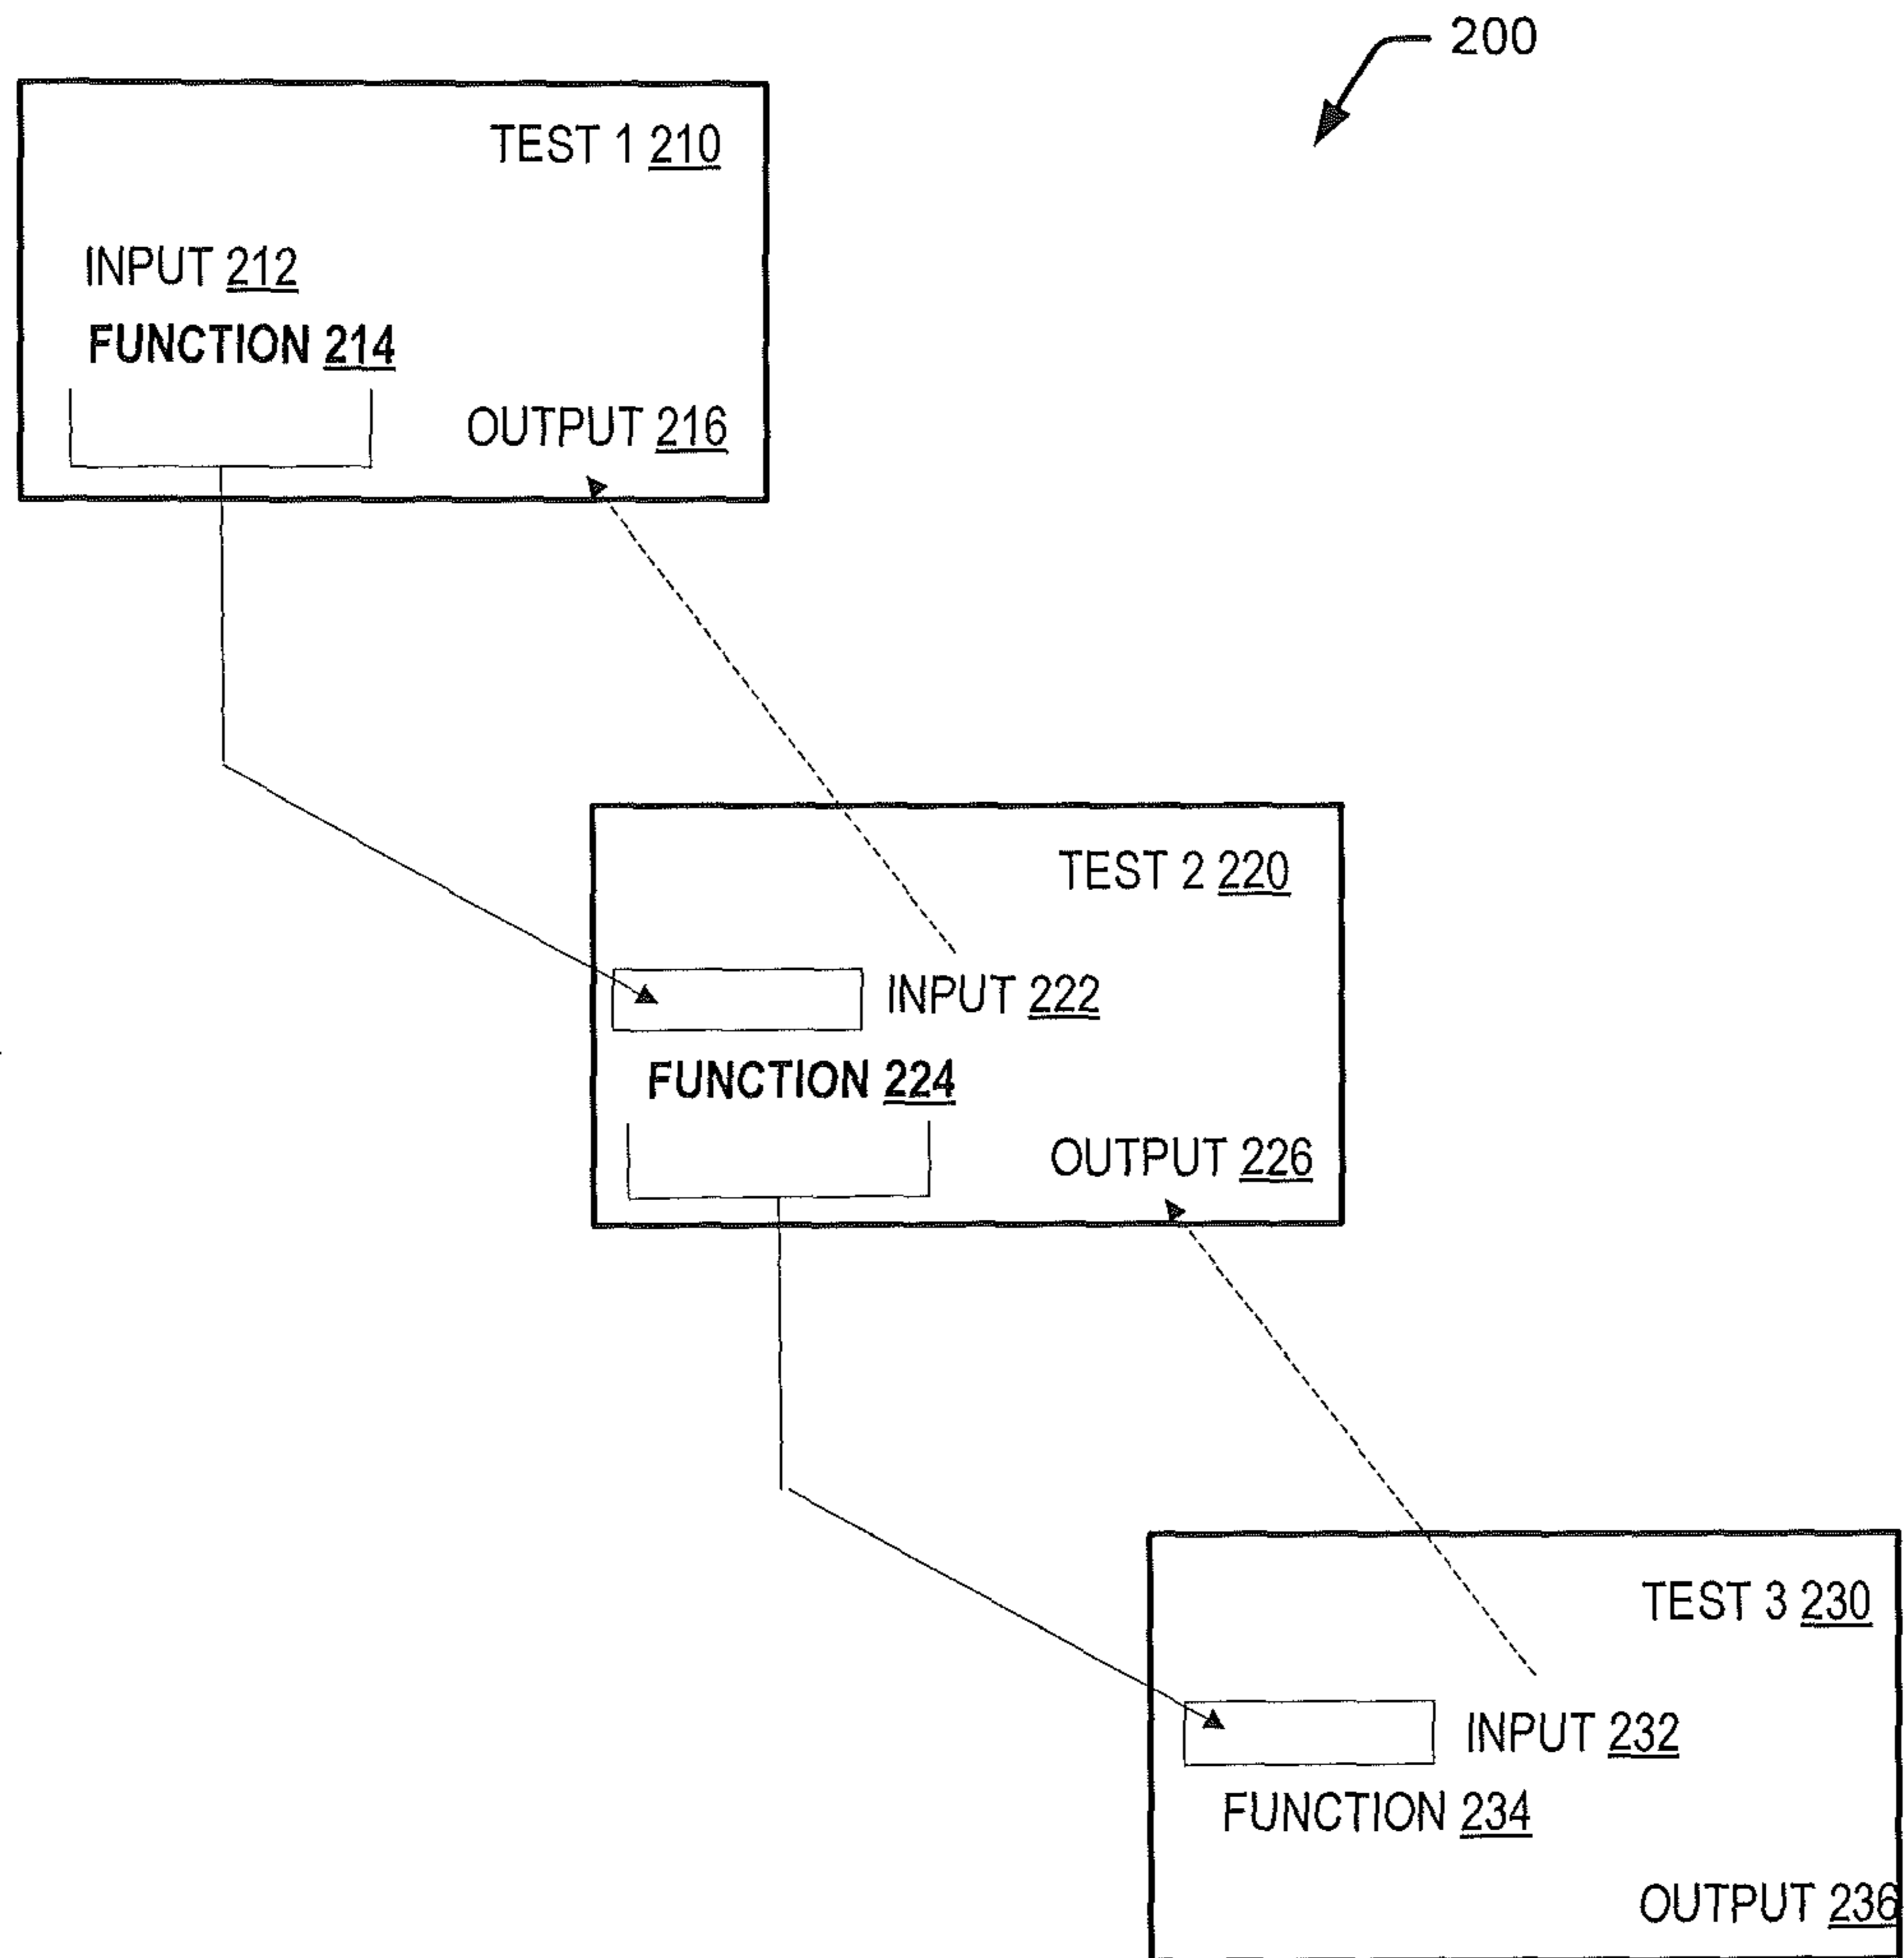 200
TEST 1 210
INPUT 212
FUNCTION 214
OUTPUT 216
TEST 2 220
INPUT 222
FUNCTION 224
OUTPUT 226
TEST 3 230
INPUT 232
FUNCTION 234
OUTPUT 236